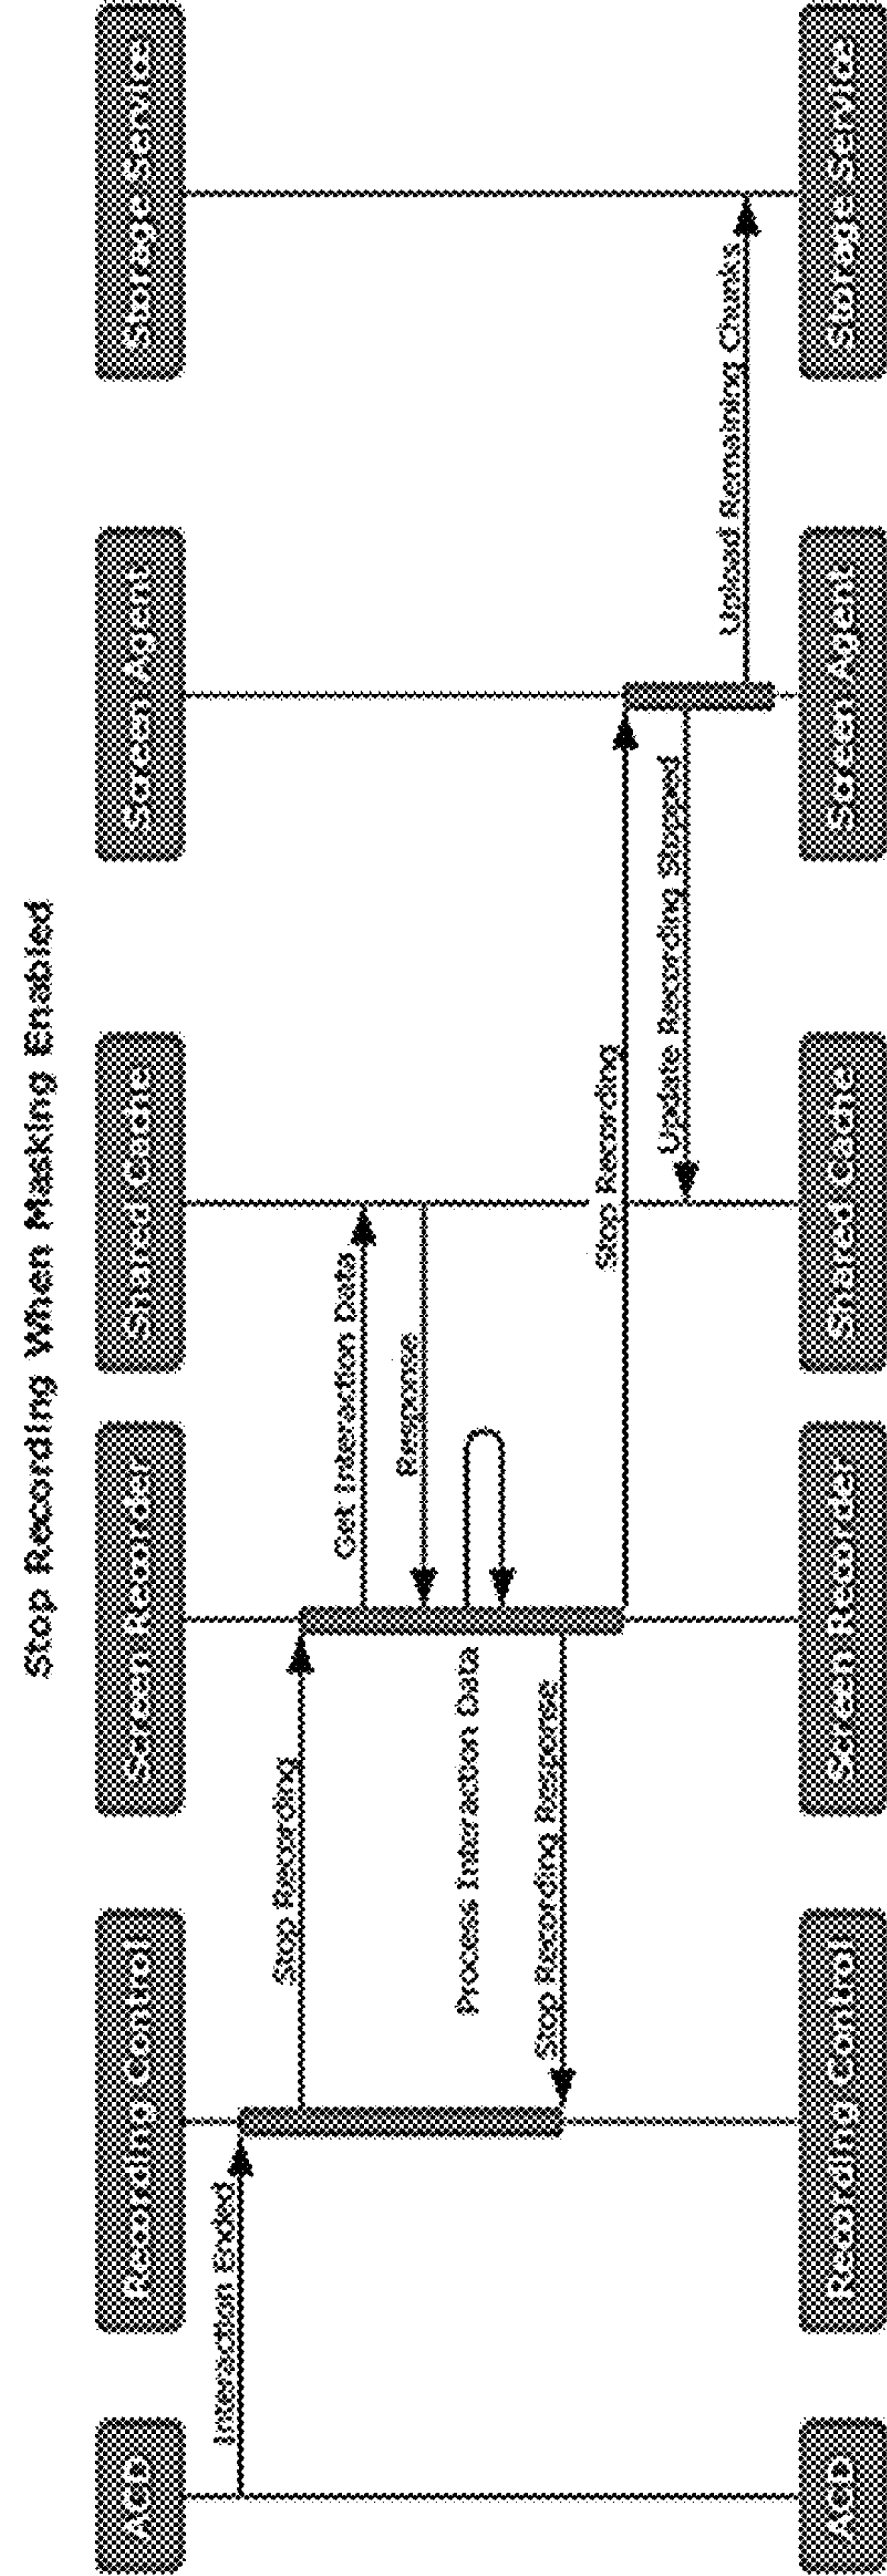 Stop Recording When Masking Enabled
ACD
Recording Control
Screen Recorder
Shared Cache
Screen Agent
Storage Service
Interaction Ended
Stop Recording
Get Interaction Data
Response
Process Interaction Data
Stop Recording Response
Stop Recording
Update Recording Stopped
Upload Remaining Chunks
ACD
Recording Control
Screen Recorder
Shared Cache
Screen Agent
Storage Service